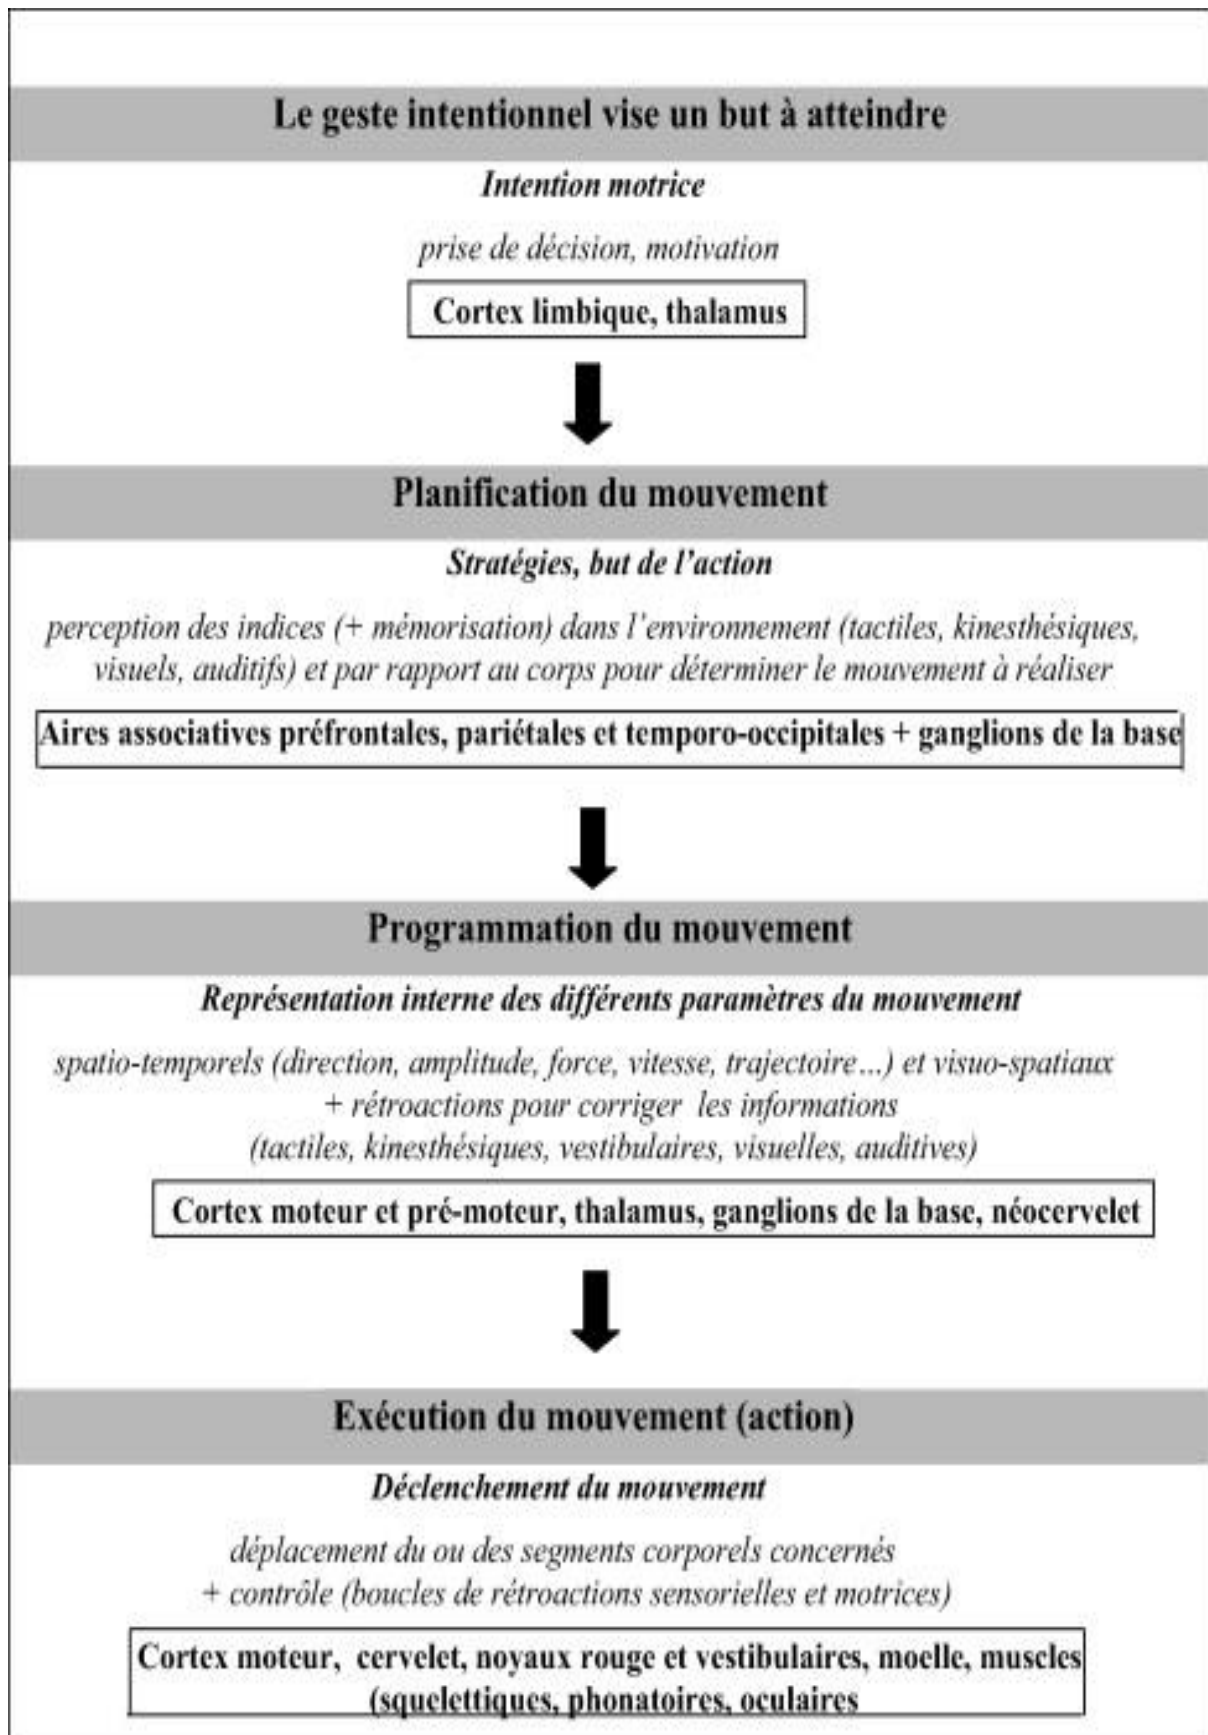 Le geste intentionnel vise un but à atteindre
Intention motrice
prise de décision, motivation
Cortex limbique, thalamus
Planification du mouvement
Stratégies, but de l'action
perception des indices (+ mémorisation) dans l'environnement (tactiles, kinesthésiques,
visuels, auditifs) et par rapport au corps pour déterminer le mouvement à réaliser
Aires associatives préfrontales, pariétales et temporo-occipitales + ganglions de la base
Programmation du mouvement
Représentation interne des différents paramètres du mouvement
spatio-temporels (direction, amplitude, force, vitesse, trajectoire...) et visuo-spatiaux
+ rétroactions pour corriger les informations
(tactiles, kinesthésiques, vestibulaires, visuelles, auditives)
Cortex moteur et pré-moteur, thalamus, ganglions de la base, néocervelet
Exécution du mouvement (action)
Déclenchement du mouvement
déplacement du ou des segments corporels concernés
+ contrôle (boucles de rétroactions sensorielles et motrices)
Cortex moteur, cervelet, noyaux rouge et vestibulaires, moelle, muscles
(squelettiques, phonatoires, oculaires